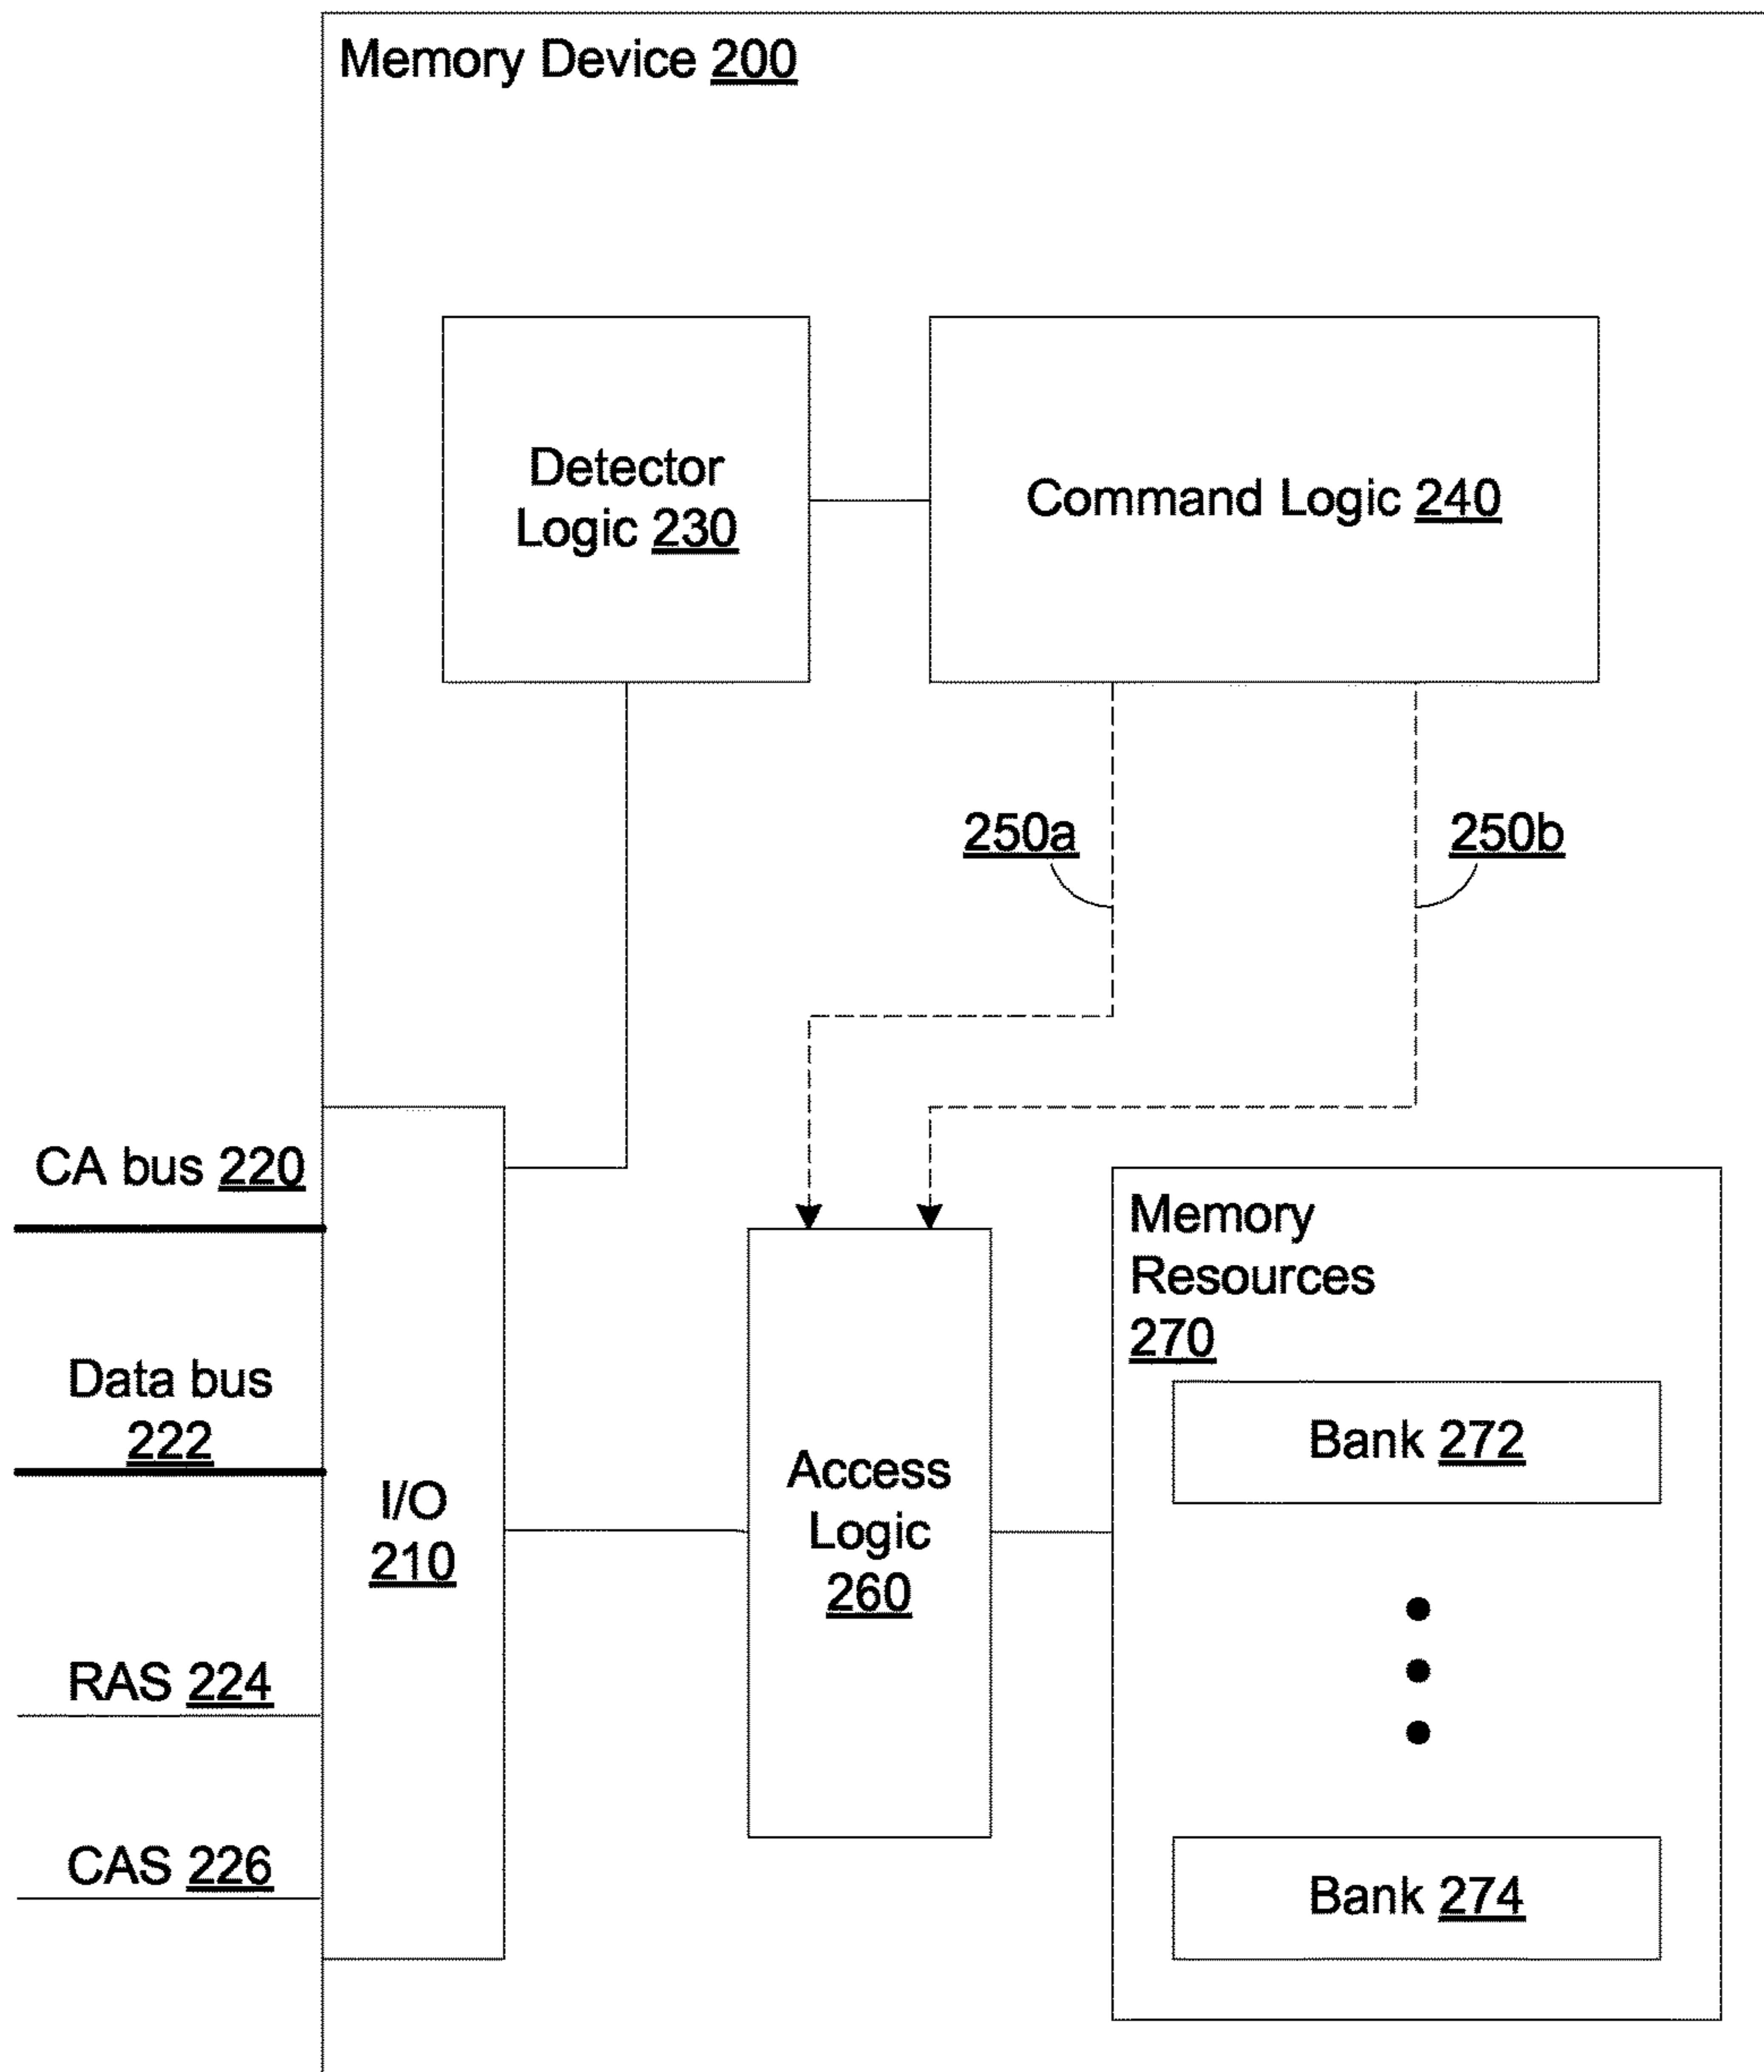 Memory Device 200
Detector
Logic 230
Command Logic 240
250a
250b
CA bus 220
Data bus
222
RAS 224
CAS 226
I/O
210
Access
Logic
260
Memory
Resources
270
Bank 272
Bank 274